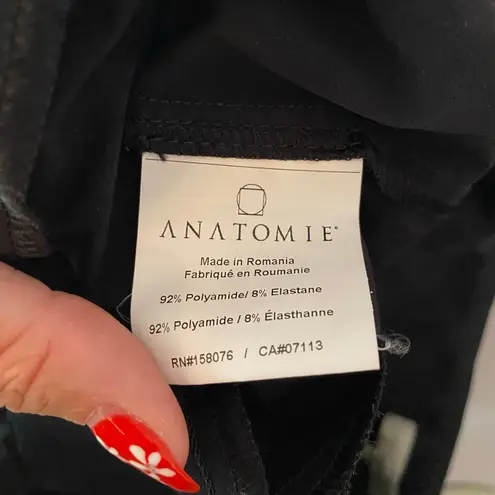 ANATOMIE®
Made in Romania
Fabriqué en Roumanie
92% Polyamide/ 8% Elastane
92% Polyamide / 8% Élasthanne
RN#158076 / CA#07113